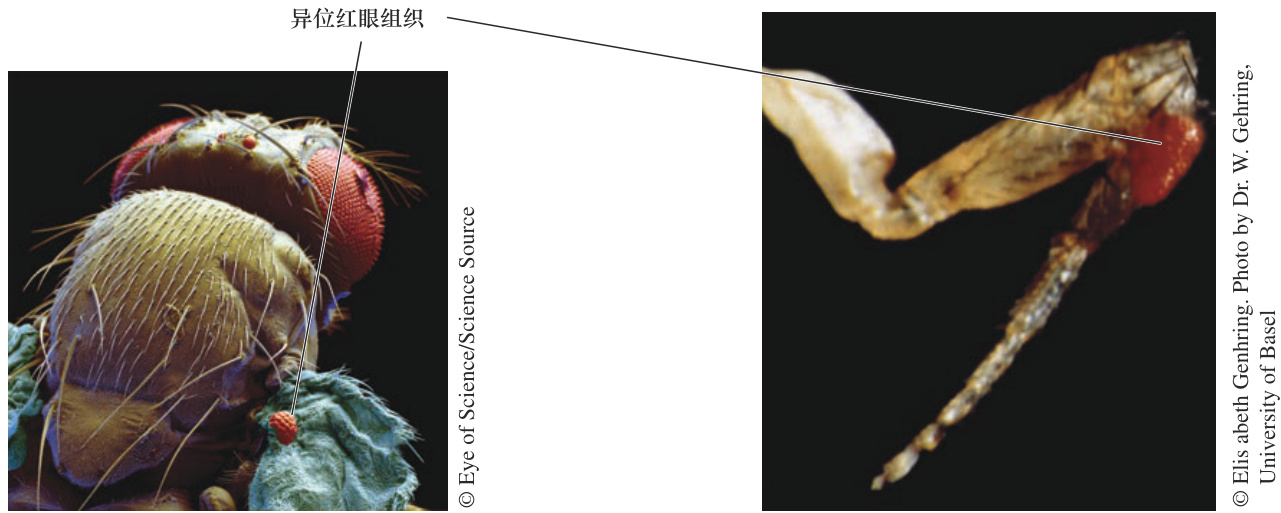 异位红眼组织
© Eye of Science/Science Source
© Elis abeth Genhring. Photo by Dr. W. Gehring,
University of Basel